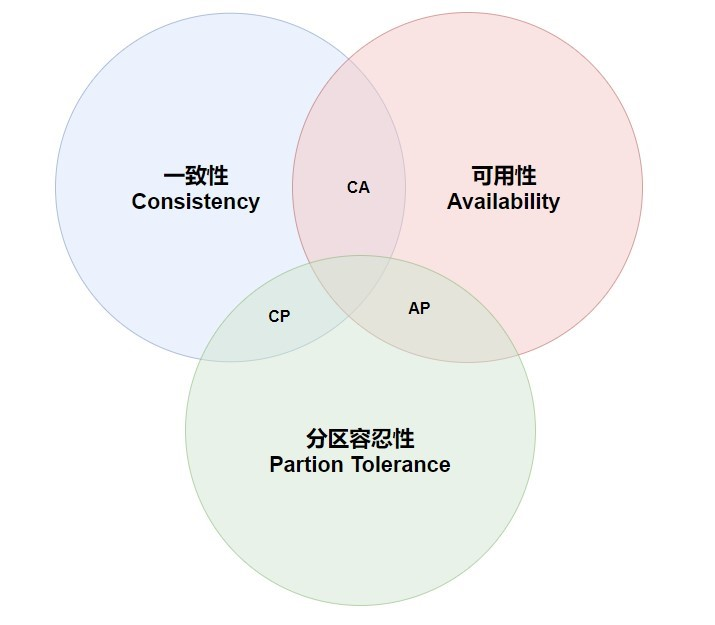 一致性
Consistency
可用性
Availability
CA
CP
AP
分区容忍性
Partion Tolerance